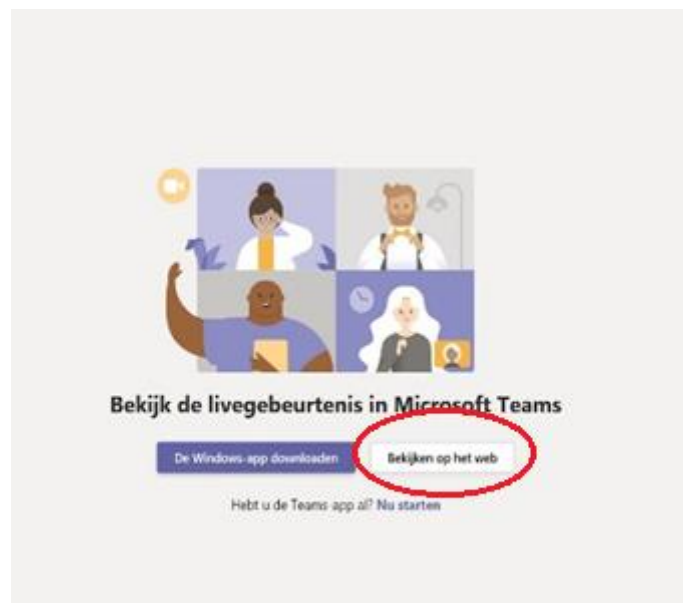 Bekijk de livegebeurtenis in Microsoft Teams
De Windows-app downloaden
Bekijken op het web
Hebt u de Teams-app al? Nu starten